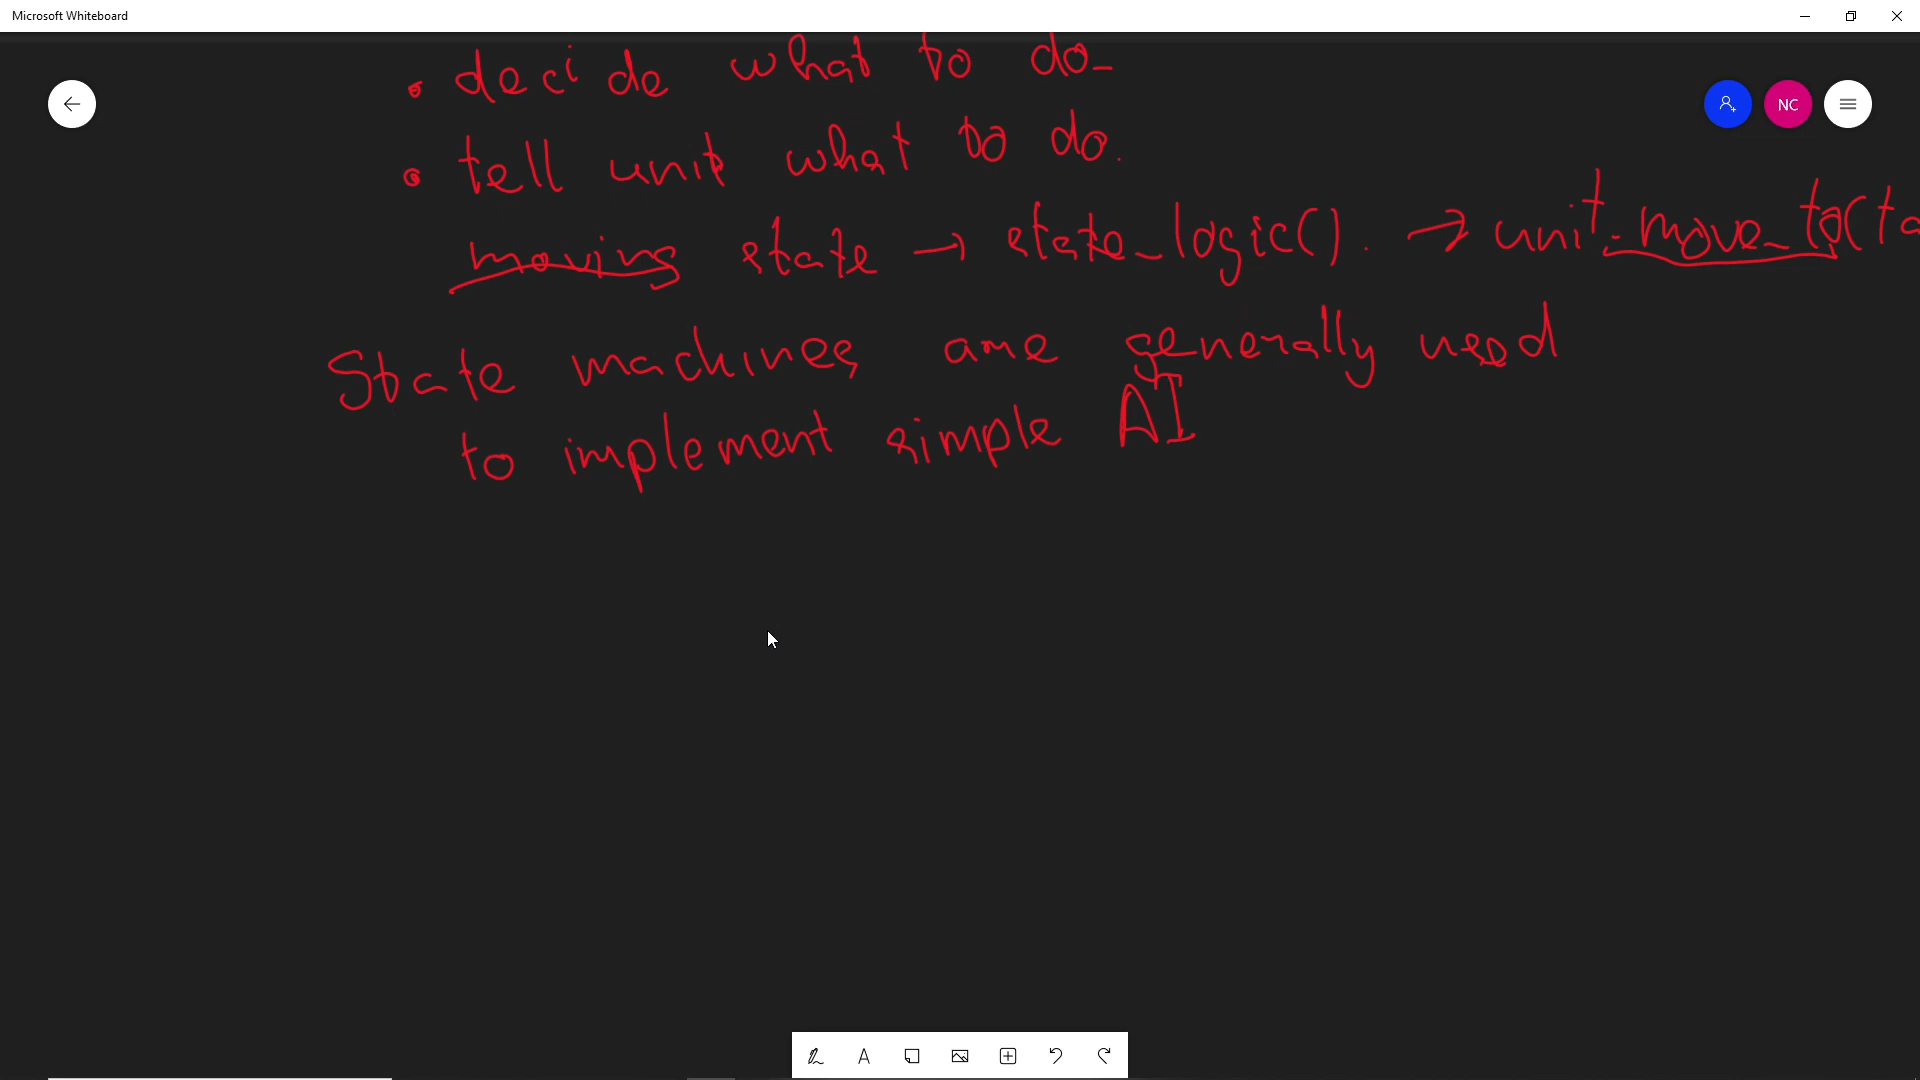 Microsoft Whiteboard
• decide what to do.
• tell unit what to do.
NC
moving state → state_logic(). → unit.move_to(ta
State machines are generally used
to implement simple AI